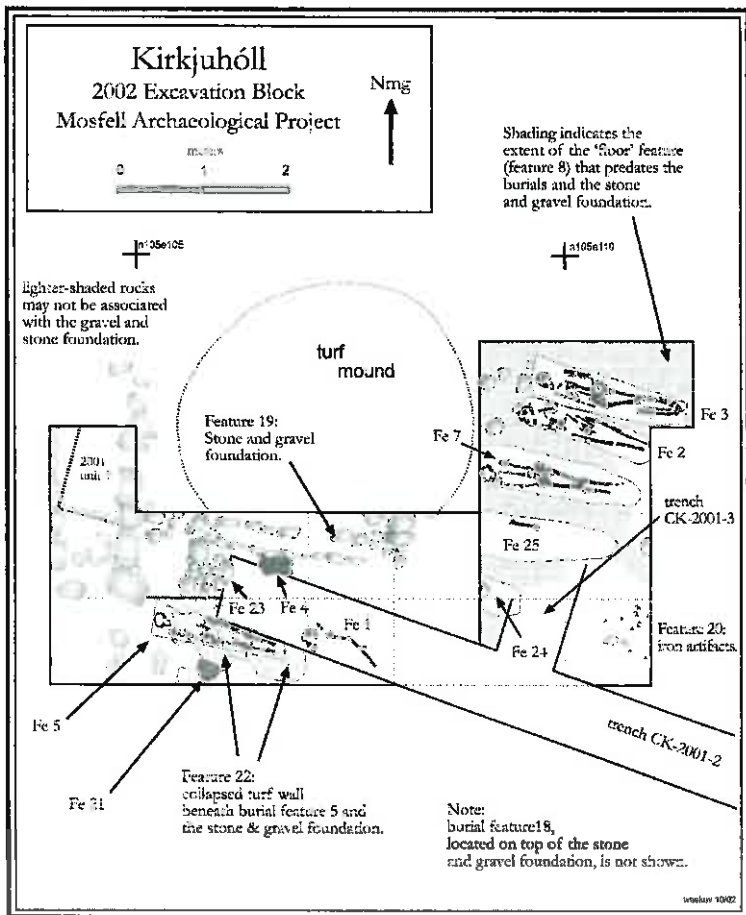 Kirkjuhóll
2002 Excavation Block
Mosfell Archaeological Project
Nmg
meters
0 1 2
Shading indicates the
extent of the 'floor' feature
(feature 8) that predates the
burials and the stone
and gravel foundation.
n105e105
n105e110
lighter-shaded rocks
may not be associated
with the gravel and
stone foundation.
turf
mound
Feature 19:
Stone and gravel
foundation.
Fe 3
Fe 7
Fe 2
2001
unit
trench
CK-2001-3
Fe 25
Fe 23
Fe 4
Fe 1
Fe 24
Feature 20:
iron artifacts.
Fe 5
trench CK-2001-2
Fe 21
Feature 22:
collapsed turf wall
beneath burial feature 5 and
the stone & gravel foundation.
Note:
burial feature18,
located on top of the stone
and gravel foundation, is not shown.
10/02